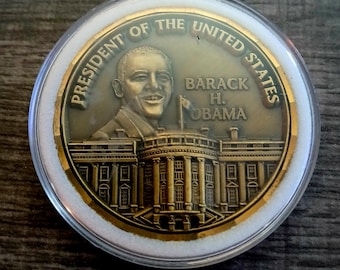 PRESIDENT OF THE UNITED STATES
BARACK
H.
OBAMA